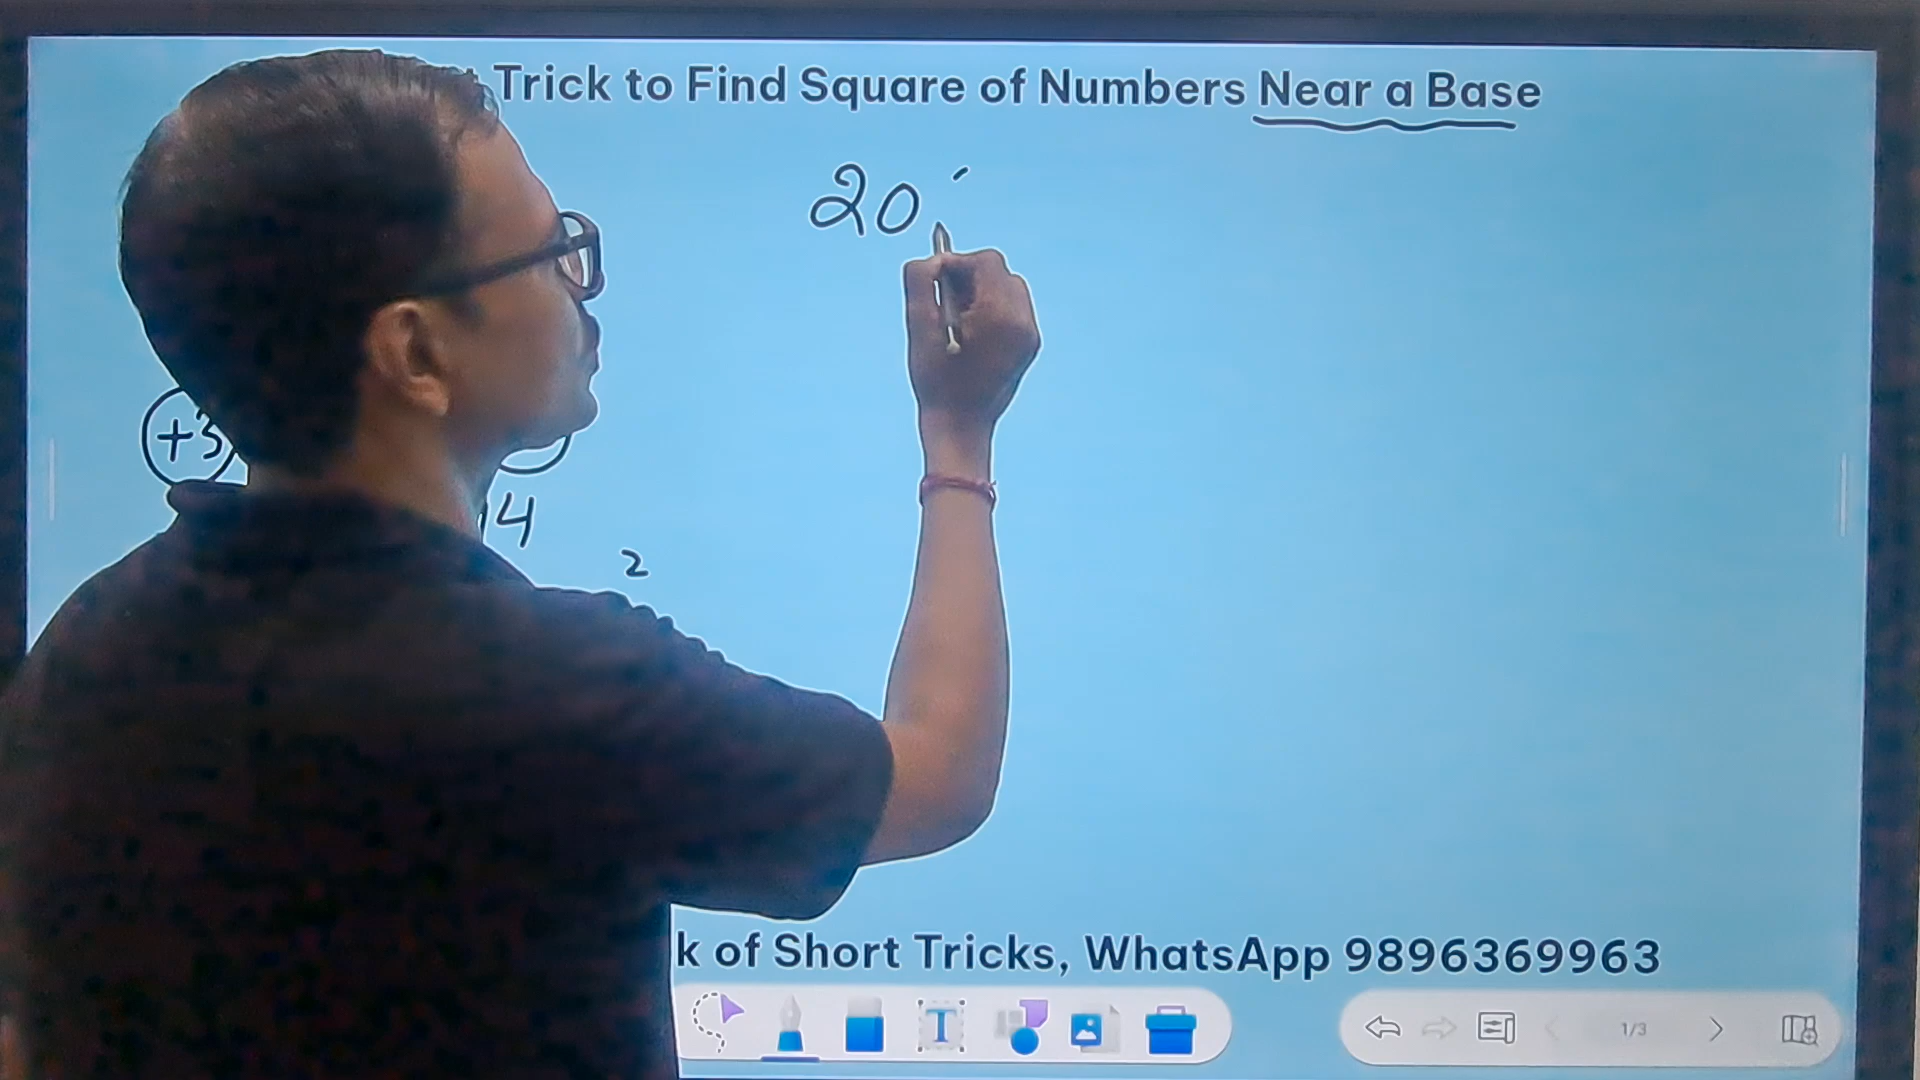 Trick to Find Square of Numbers Near a Base
20
+3
4
2
k of Short Tricks, WhatsApp 9896369963
T
1/3